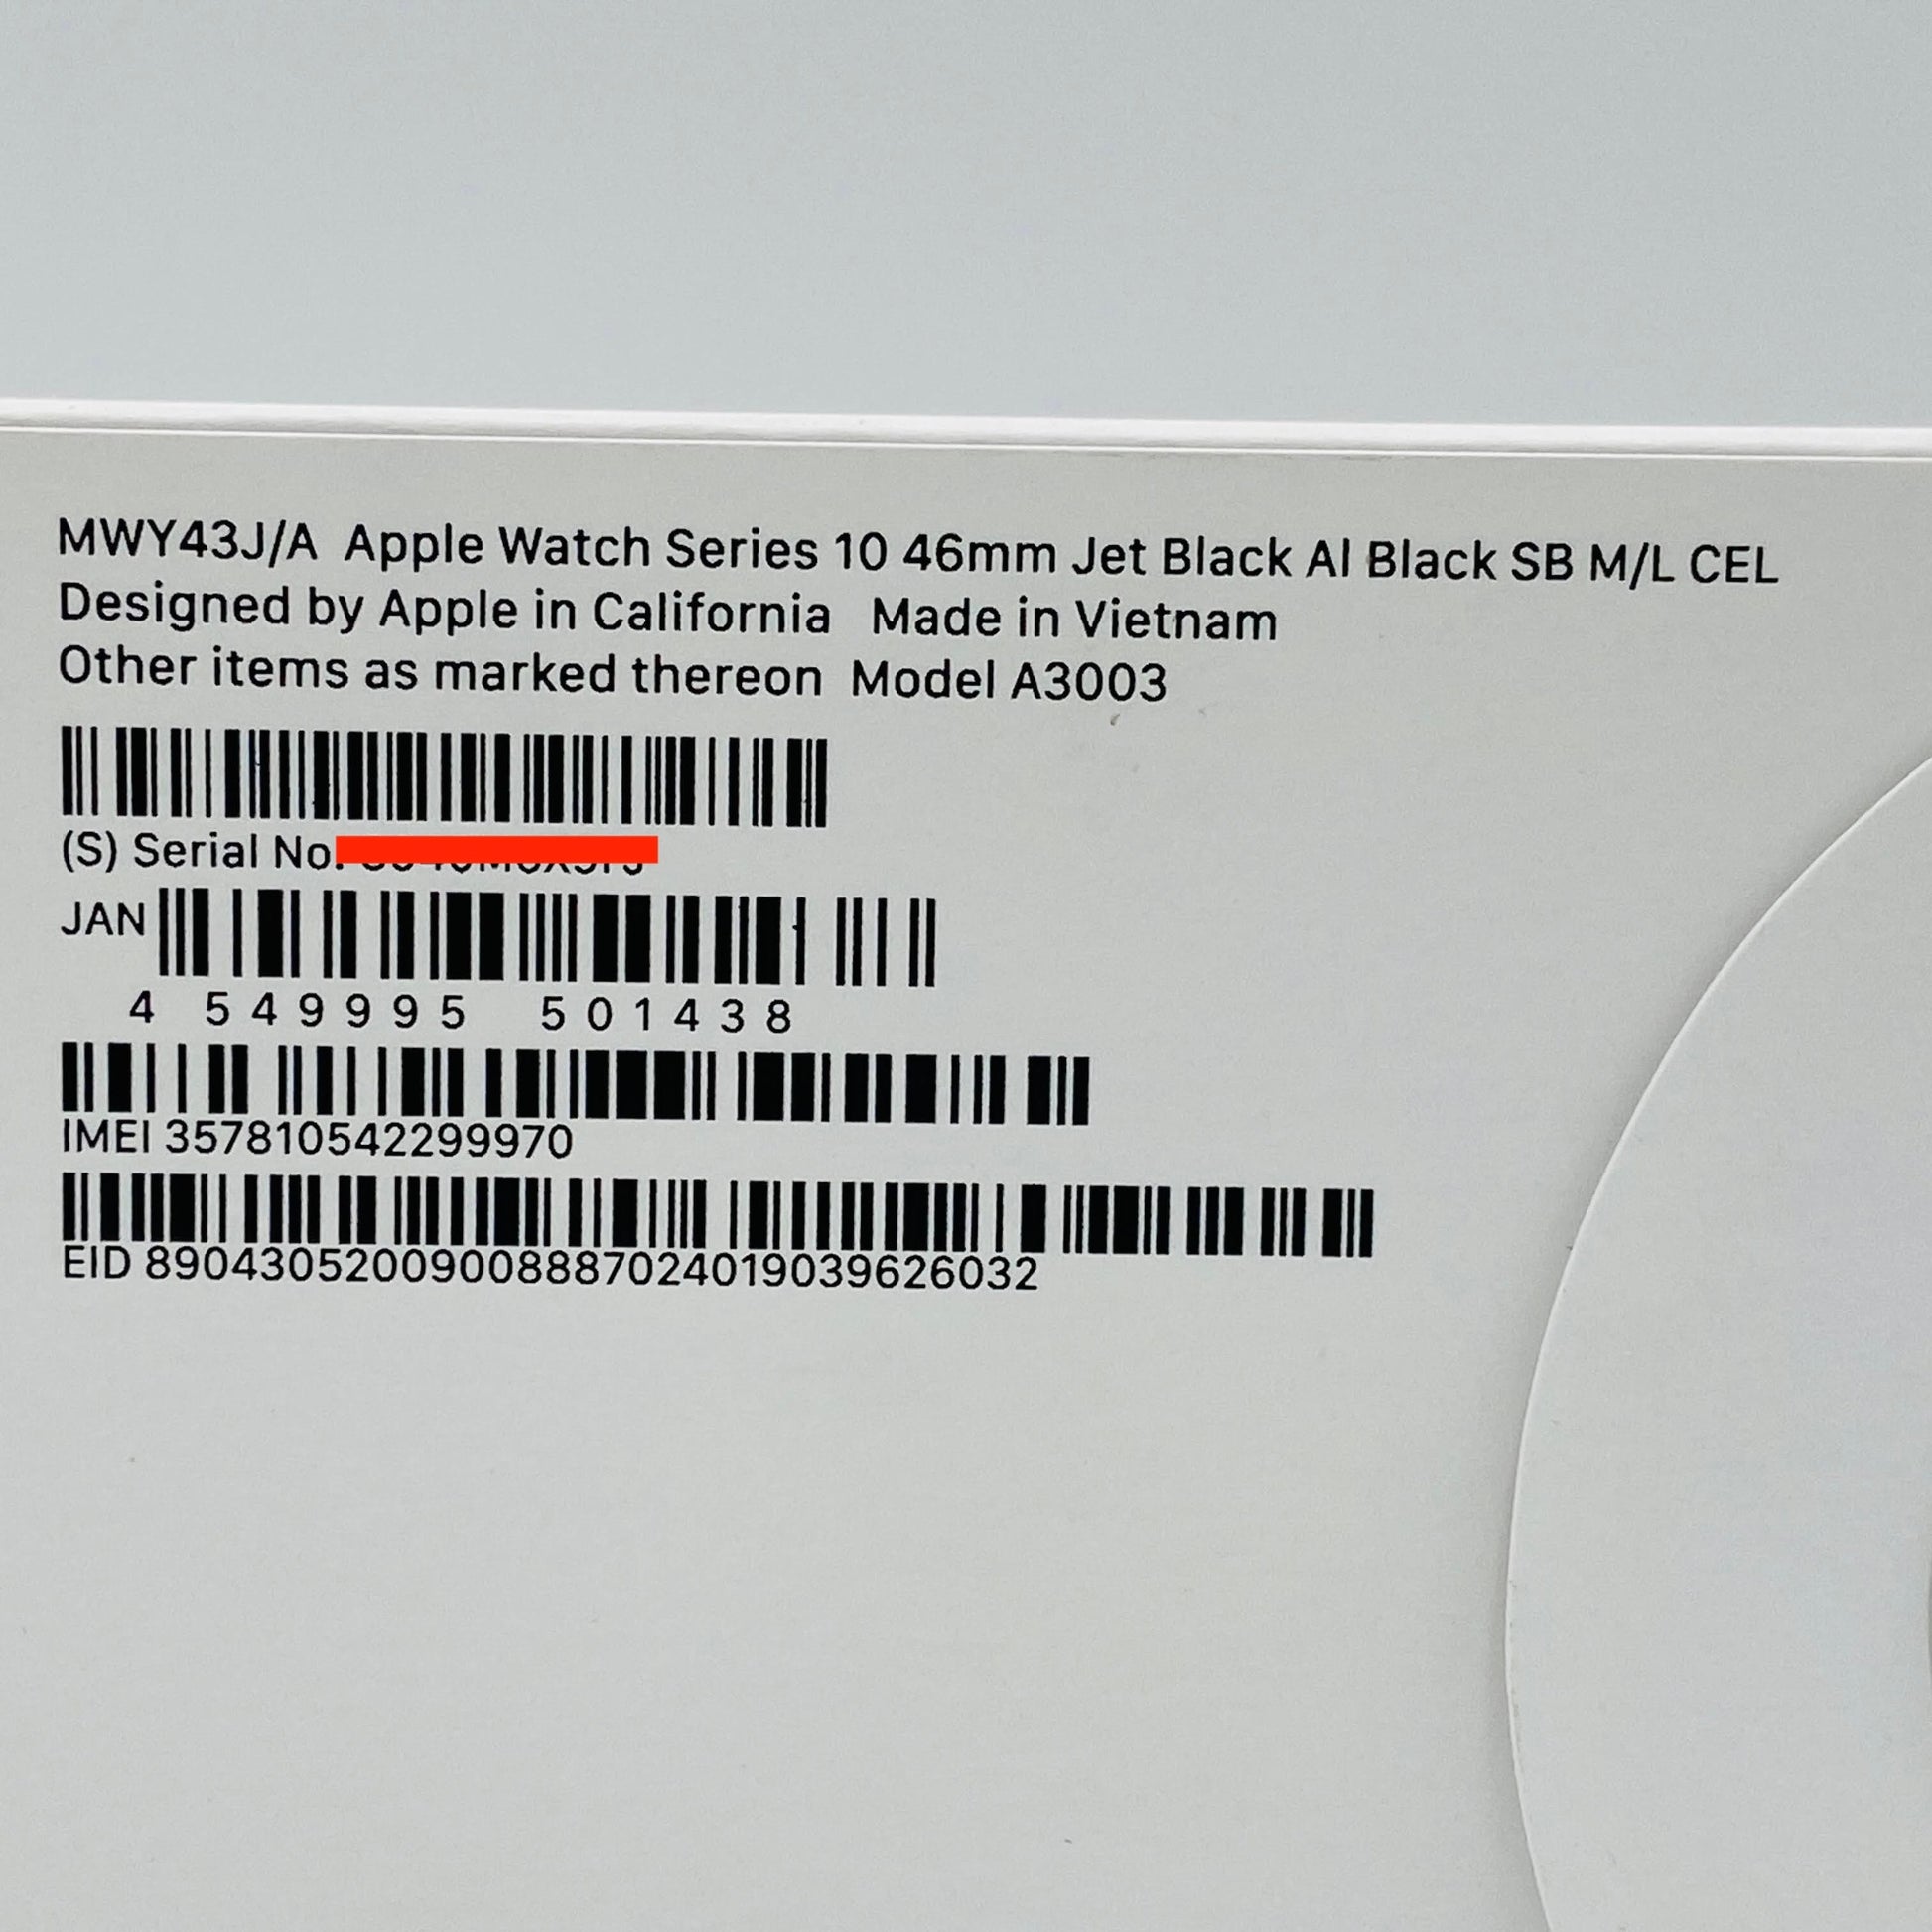 MWY43J/A Apple Watch Series 10 46mm Jet Black Al Black SB M/L CEL
Designed by Apple in California Made in Vietnam
Other items as marked thereon Model A3003
(S) Serial No.
JAN
4 549995 501438
IMEI 357810542299970
EID 89043052009008887024019039626032